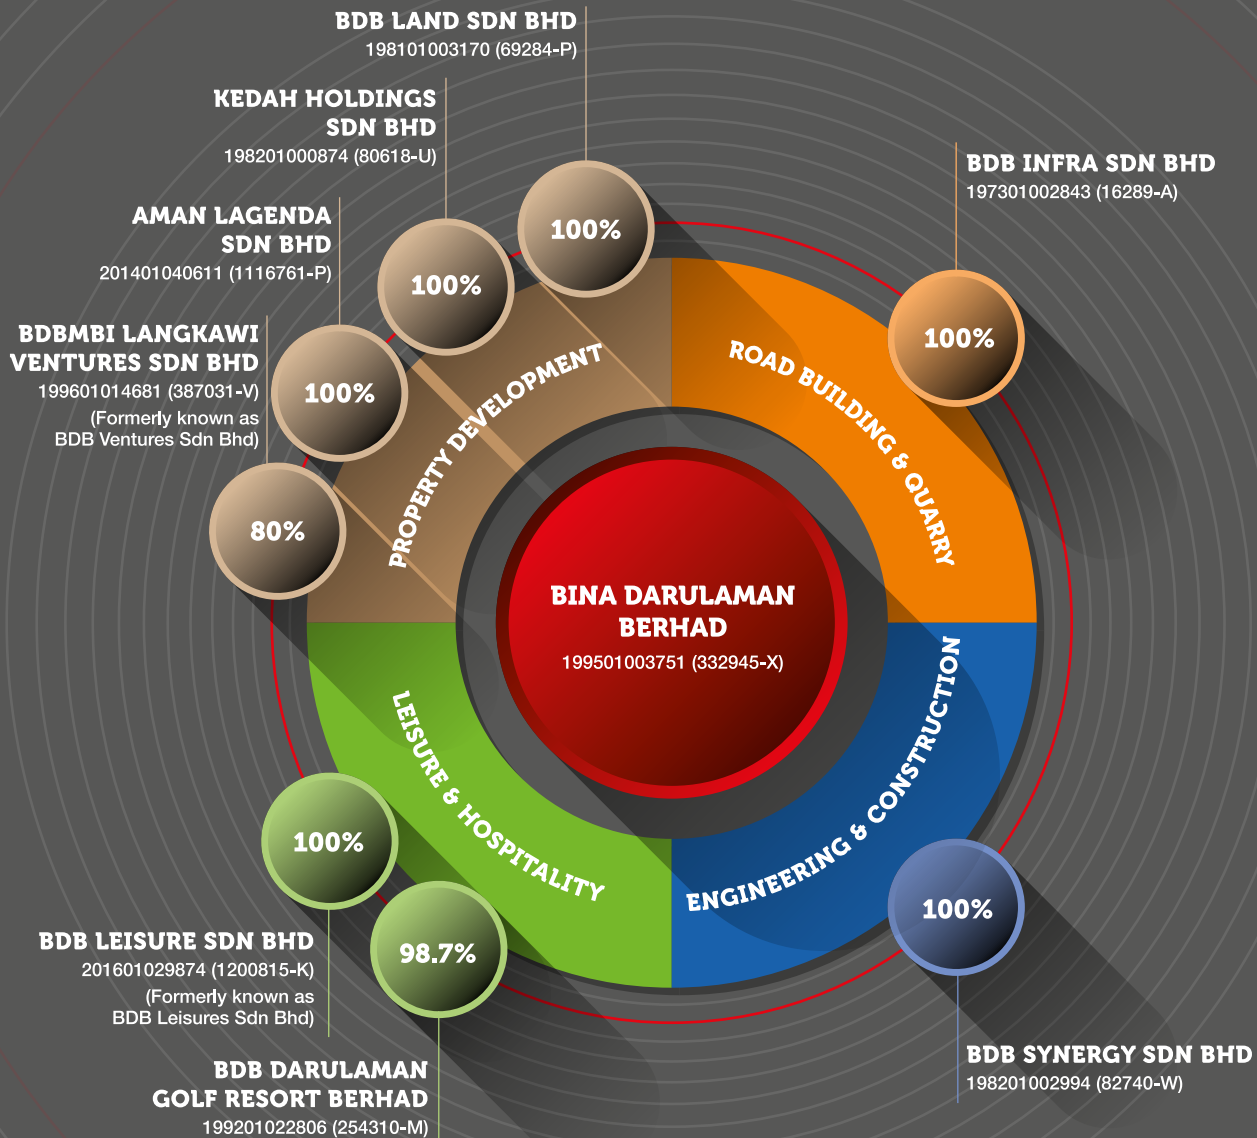 BDB LAND SDN BHD
198101003170 (69284-P)
100%
KEDAH HOLDINGS
SDN BHD
198201000874 (80618-U)
100%
AMAN LAGENDA
SDN BHD
201401040611 (1116761-P)
100%
BDBMBI LANGKAWI
VENTURES SDN BHD
199601014681 (387031-V)
(Formerly known as
BDB Ventures Sdn Bhd)
80%
PROPERTY DEVELOPMENT
BDB INFRA SDN BHD
197301002843 (16289-A)
100%
ROAD BUILDING & QUARRY
BINA DARULAMAN
BERHAD
199501003751 (332945-X)
LEISURE & HOSPITALITY
100%
BDB LEISURE SDN BHD
201601029874 (1200815-K)
(Formerly known as
BDB Leisures Sdn Bhd)
98.7%
BDB DARULAMAN
GOLF RESORT BERHAD
199201022806 (254310-M)
ENGINEERING & CONSTRUCTION
100%
BDB SYNERGY SDN BHD
198201002994 (82740-W)